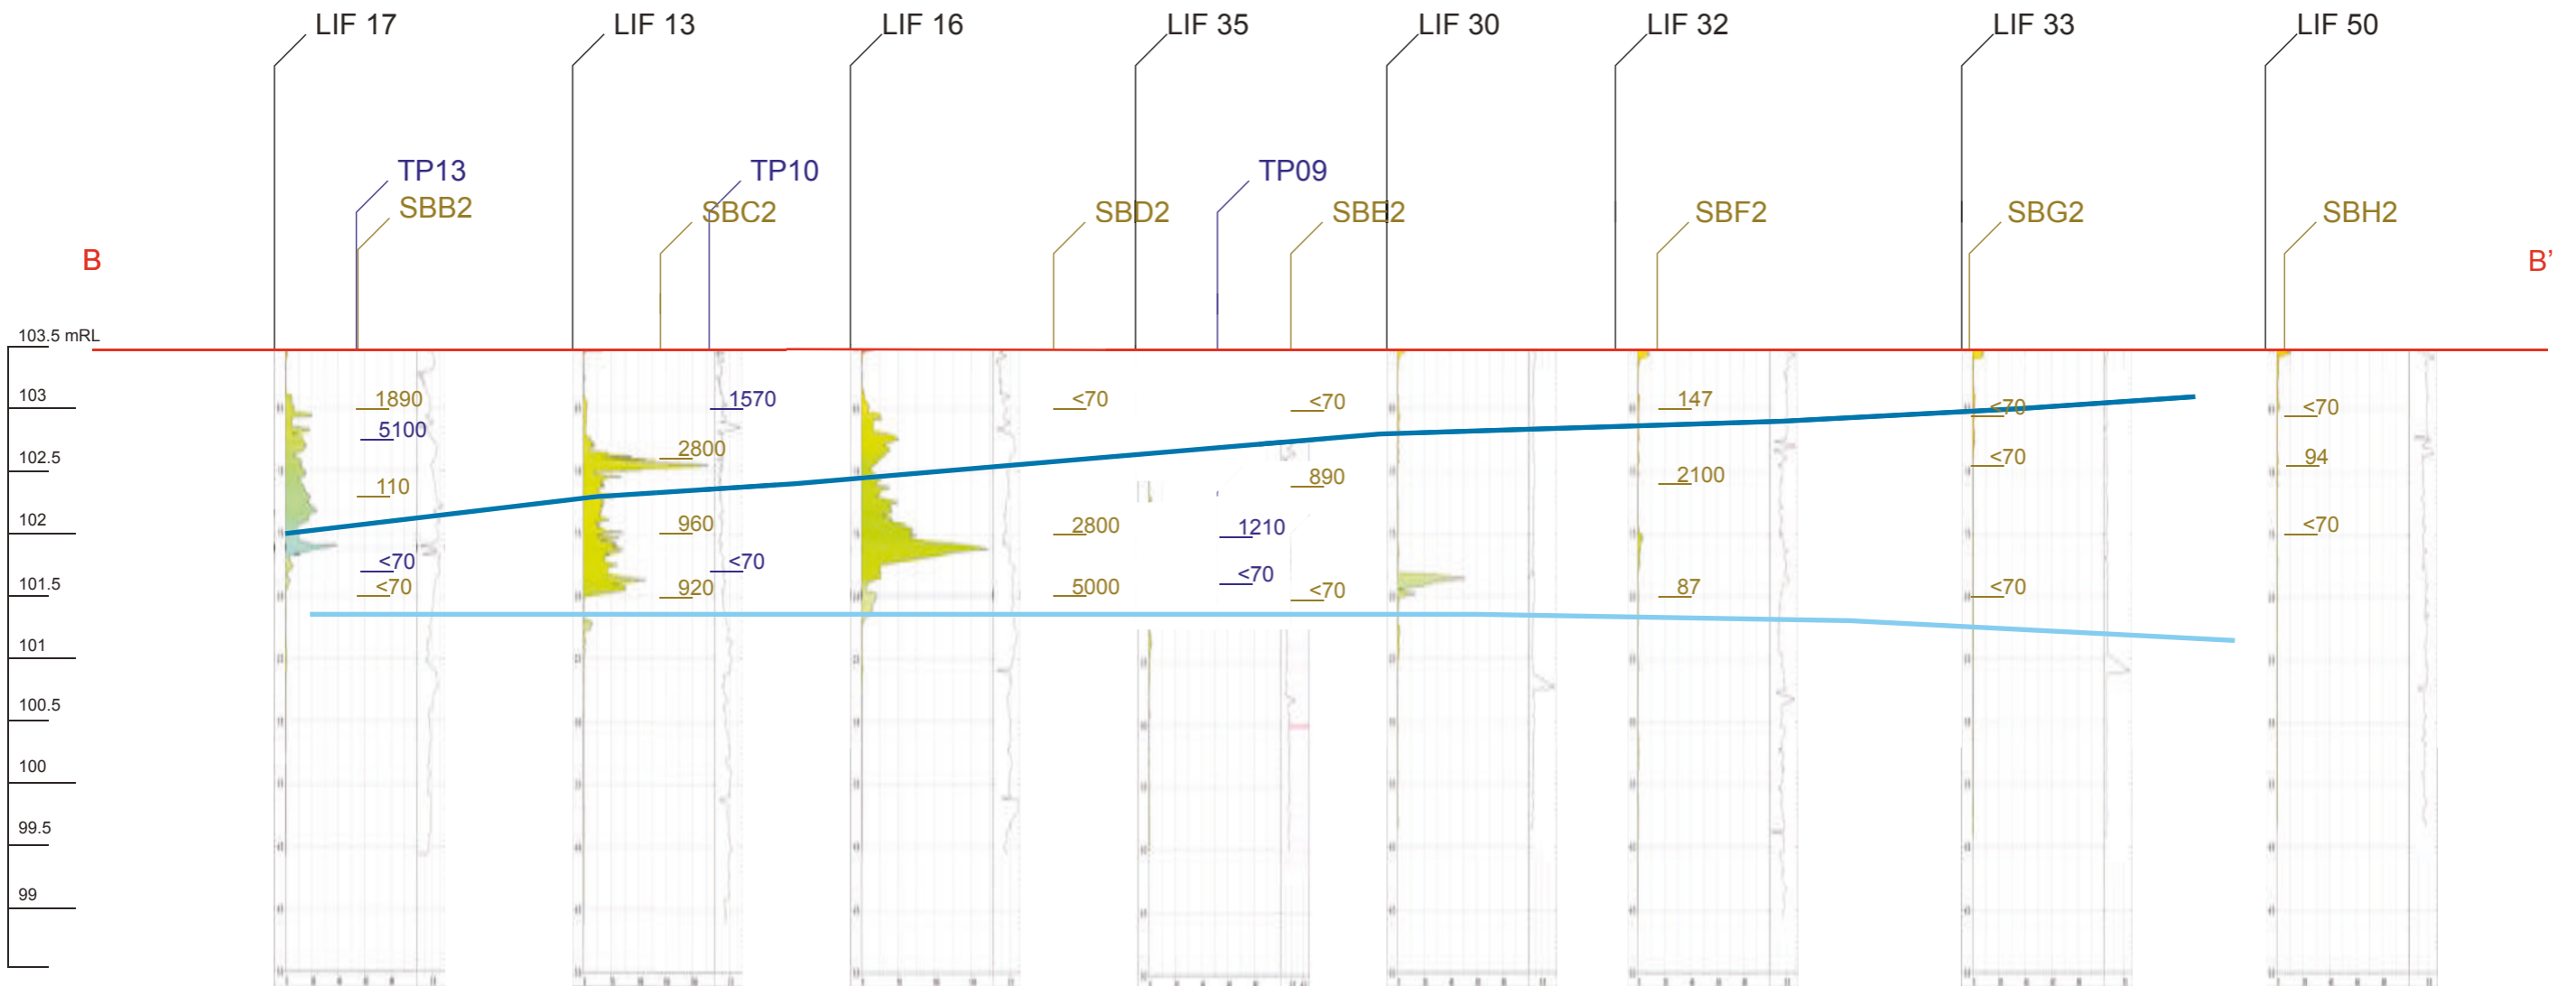 LIF 17 LIF 13 LIF 16 LIF 35 LIF 30 LIF 32 LIF 33 LIF 50
TP13 TP10 TP09
SBB2 SBC2 SBD2 SBE2 SBF2 SBG2 SBH2
B B’
103.5 mRL
103 1890 1570 <70 <70 147 <70 <70
5100
2800
102.5 110 890 2100 <70 94
102 960 2800 1210 <70
<70 <70 <70
101.5 <70 920 5000 <70 87 <70
101
100.5
100
99.5
99